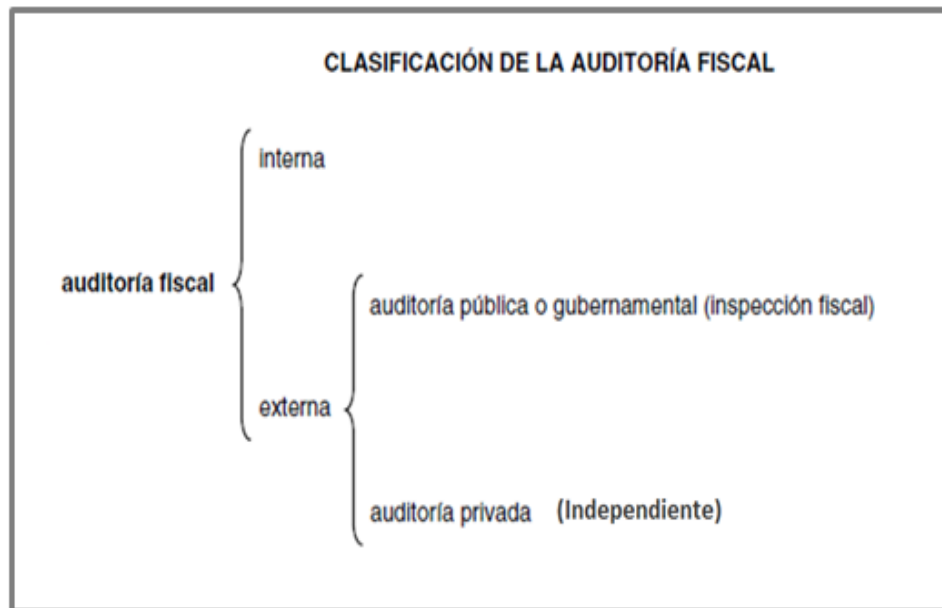 CLASIFICACIÓN DE LA AUDITORÍA FISCAL
interna
auditoría fiscal
auditoría pública o gubernamental (inspección fiscal)
externa
auditoría privada (Independiente)